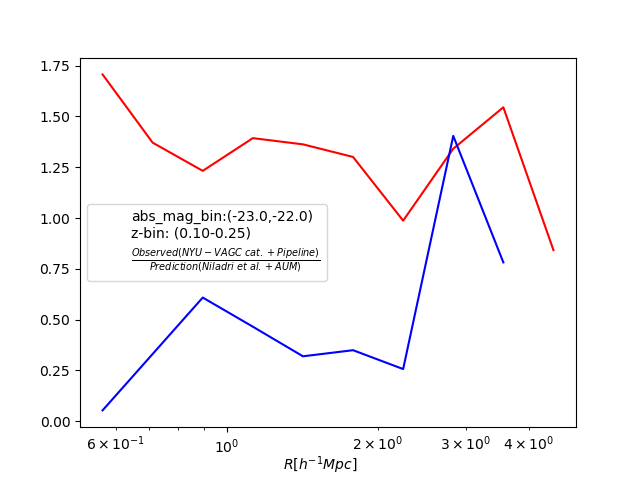 1.75
1.50
1.25
1.00
0.75
0.50
0.25
0.00
abs_mag_bin:(-23.0,-22.0)
z-bin: (0.10-0.25)
Observed(NYU−VAGC cat. + Pipeline)
Prediction(Niladri et al. + AUM)
6 × 10⁻¹ 10⁰ 2 × 10⁰ 3 × 10⁰ 4 × 10⁰
R[h⁻¹Mpc]